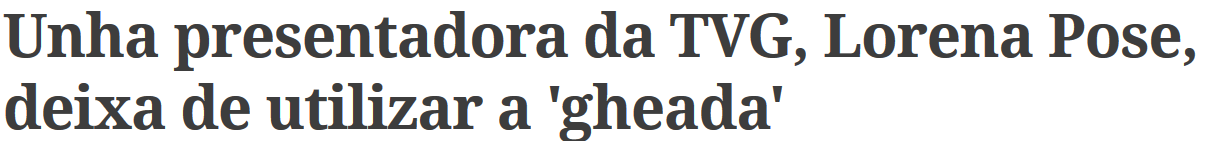 Unha presentadora da TVG, Lorena Pose,
deixa de utilizar a 'gheada'